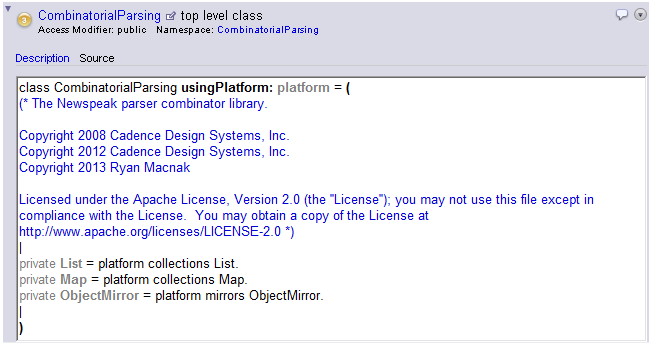 3 CombinatorialParsing top level class
Access Modifier: public Namespace: CombinatorialParsing
Description Source
class CombinatorialParsing usingPlatform: platform = (
(* The Newspeak parser combinator library.
Copyright 2008 Cadence Design Systems, Inc.
Copyright 2012 Cadence Design Systems, Inc.
Copyright 2013 Ryan Macnak
Licensed under the Apache License, Version 2.0 (the "License"); you may not use this file except in
compliance with the License.  You may obtain a copy of the License at
http://www.apache.org/licenses/LICENSE-2.0 *)
|
private List = platform collections List.
private Map = platform collections Map.
private ObjectMirror = platform mirrors ObjectMirror.
|
)